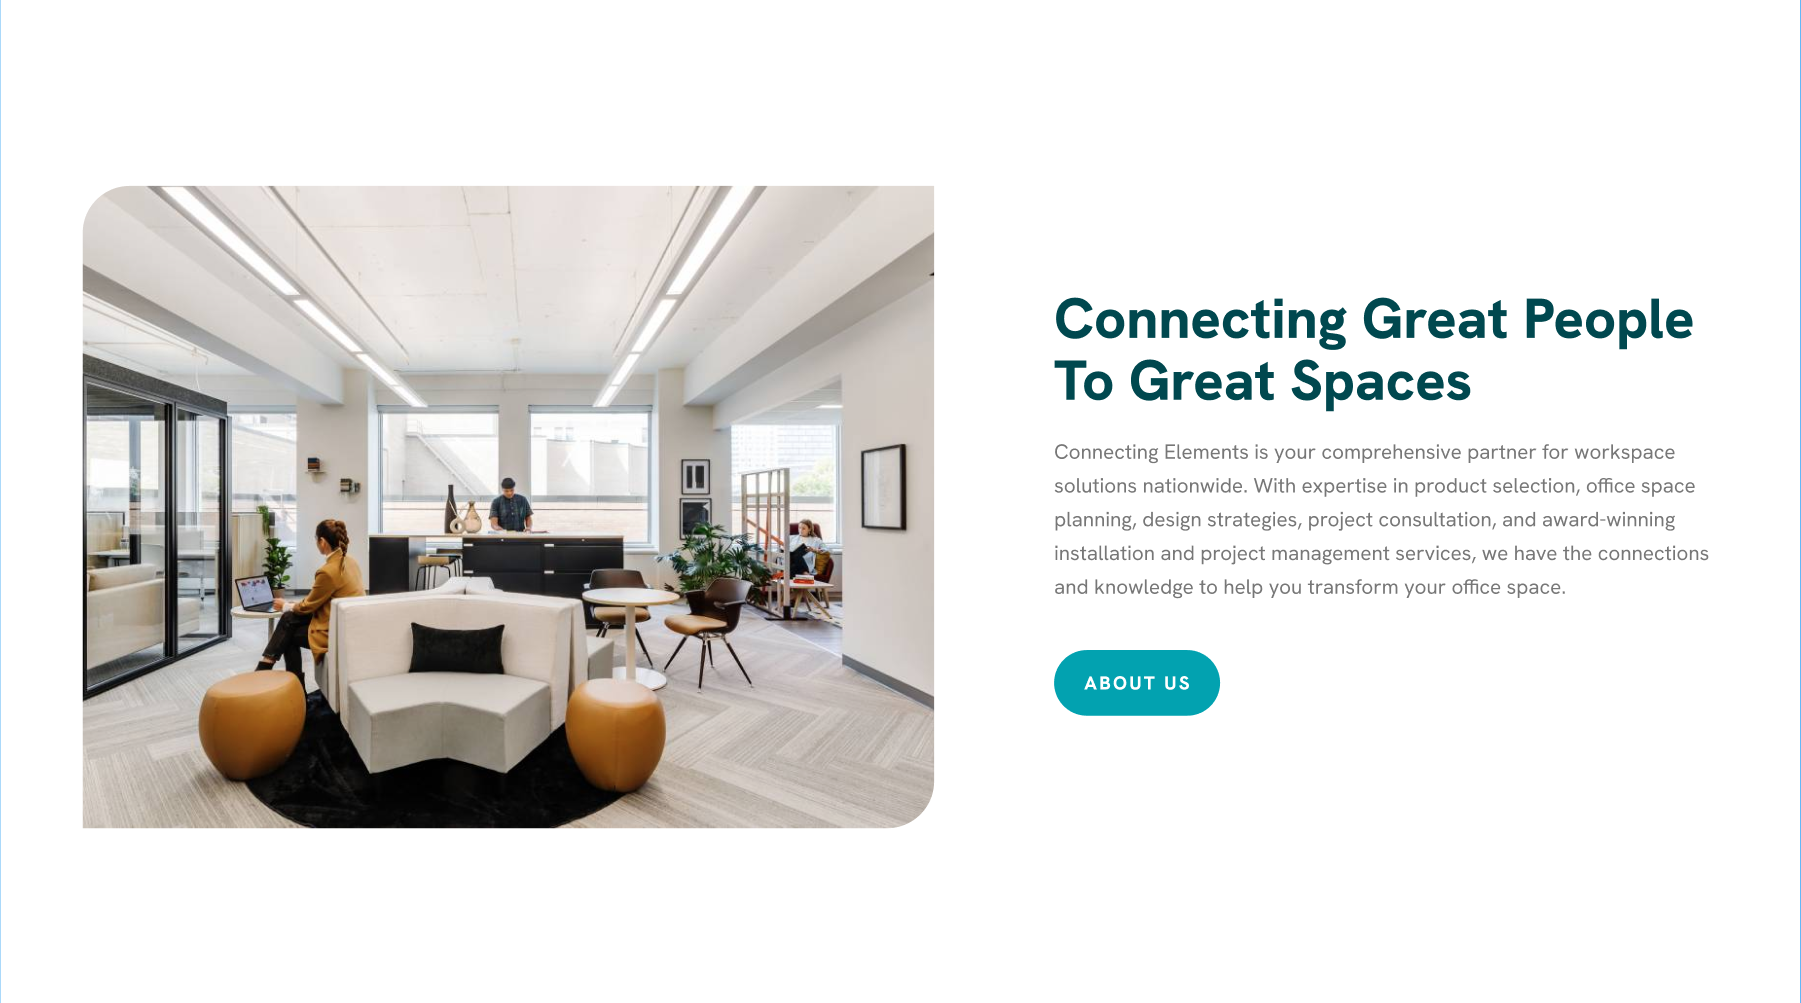 Connecting Great People
To Great Spaces
Connecting Elements is your comprehensive partner for workspace
solutions nationwide. With expertise in product selection, office space
planning, design strategies, project consultation, and award-winning
installation and project management services, we have the connections
and knowledge to help you transform your office space.
ABOUT US